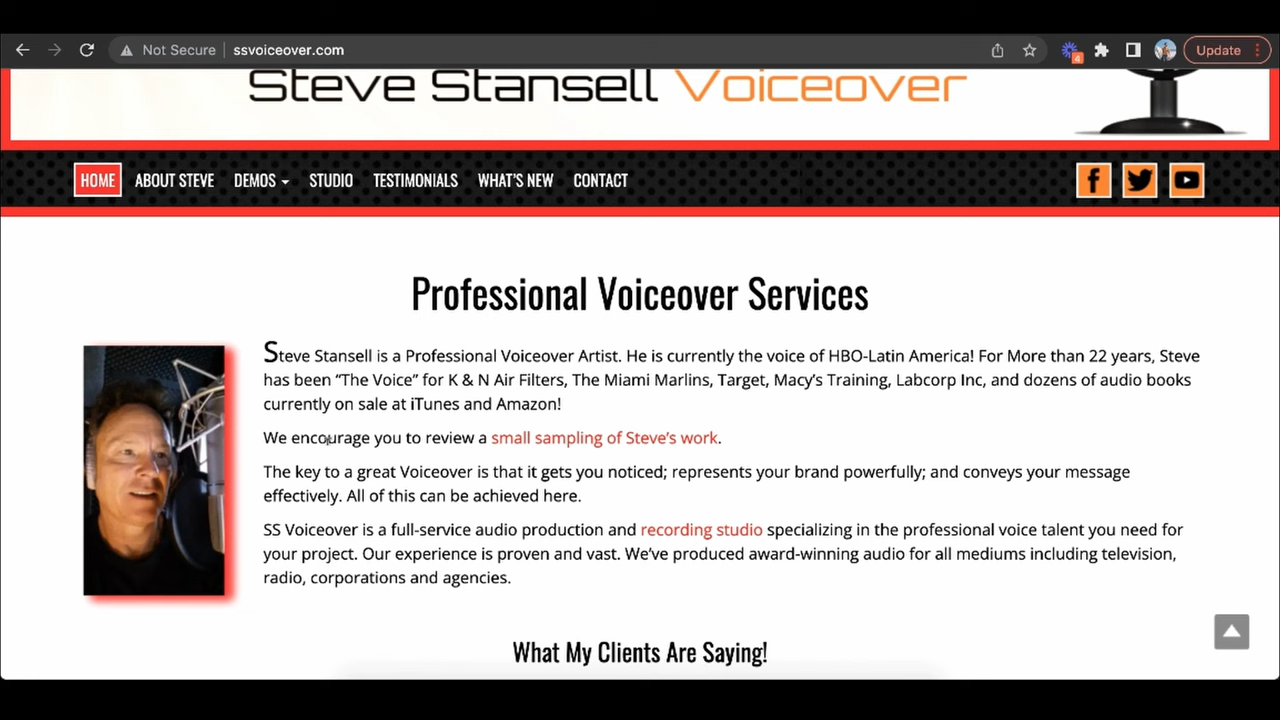 Not Secure ssvoiceover.com
4
Update
Steve Stansell Voiceover
HOME ABOUT STEVE DEMOS STUDIO TESTIMONIALS WHAT'S NEW CONTACT
Professional Voiceover Services
Steve Stansell is a Professional Voiceover Artist. He is currently the voice of HBO-Latin America! For More than 22 years, Steve
has been “The Voice” for K & N Air Filters, The Miami Marlins, Target, Macy’s Training, Labcorp Inc, and dozens of audio books
currently on sale at iTunes and Amazon!
We encourage you to review a small sampling of Steve’s work.
The key to a great Voiceover is that it gets you noticed; represents your brand powerfully; and conveys your message
effectively. All of this can be achieved here.
SS Voiceover is a full-service audio production and recording studio specializing in the professional voice talent you need for
your project. Our experience is proven and vast. We’ve produced award-winning audio for all mediums including television,
radio, corporations and agencies.
What My Clients Are Saying!